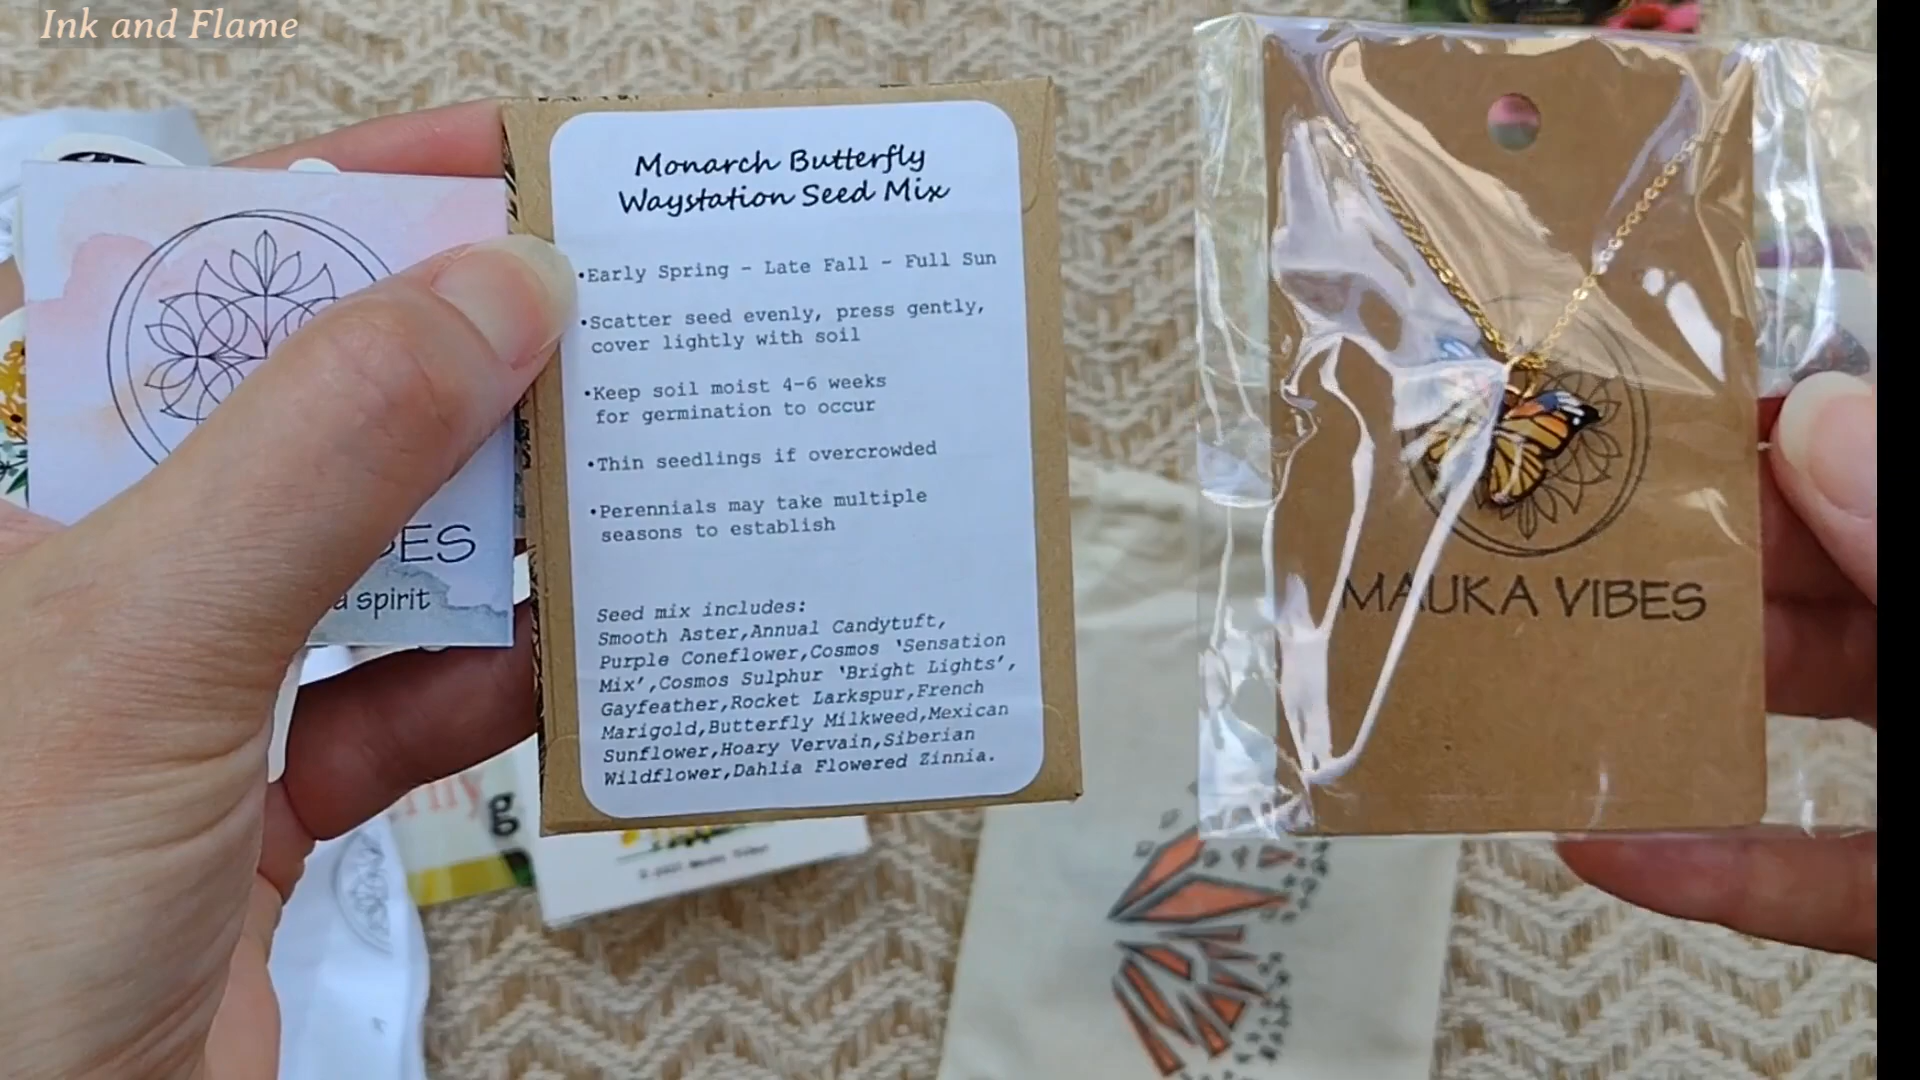 Ink and Flame
Monarch Butterfly
Waystation Seed Mix
•Early Spring - Late Fall - Full Sun
•Scatter seed evenly, press gently,
cover lightly with soil
•Keep soil moist 4-6 weeks
for germination to occur
•Thin seedlings if overcrowded
•Perennials may take multiple
seasons to establish
Seed mix includes:
Smooth Aster,Annual Candytuft,
Purple Coneflower,Cosmos 'Sensation
Mix',Cosmos Sulphur 'Bright Lights',
Gayfeather,Rocket Larkspur,French
Marigold,Butterfly Milkweed,Mexican
Sunflower,Hoary Vervain,Siberian
Wildflower,Dahlia Flowered Zinnia.
BES
a spirit
MAUKA VIBES
g